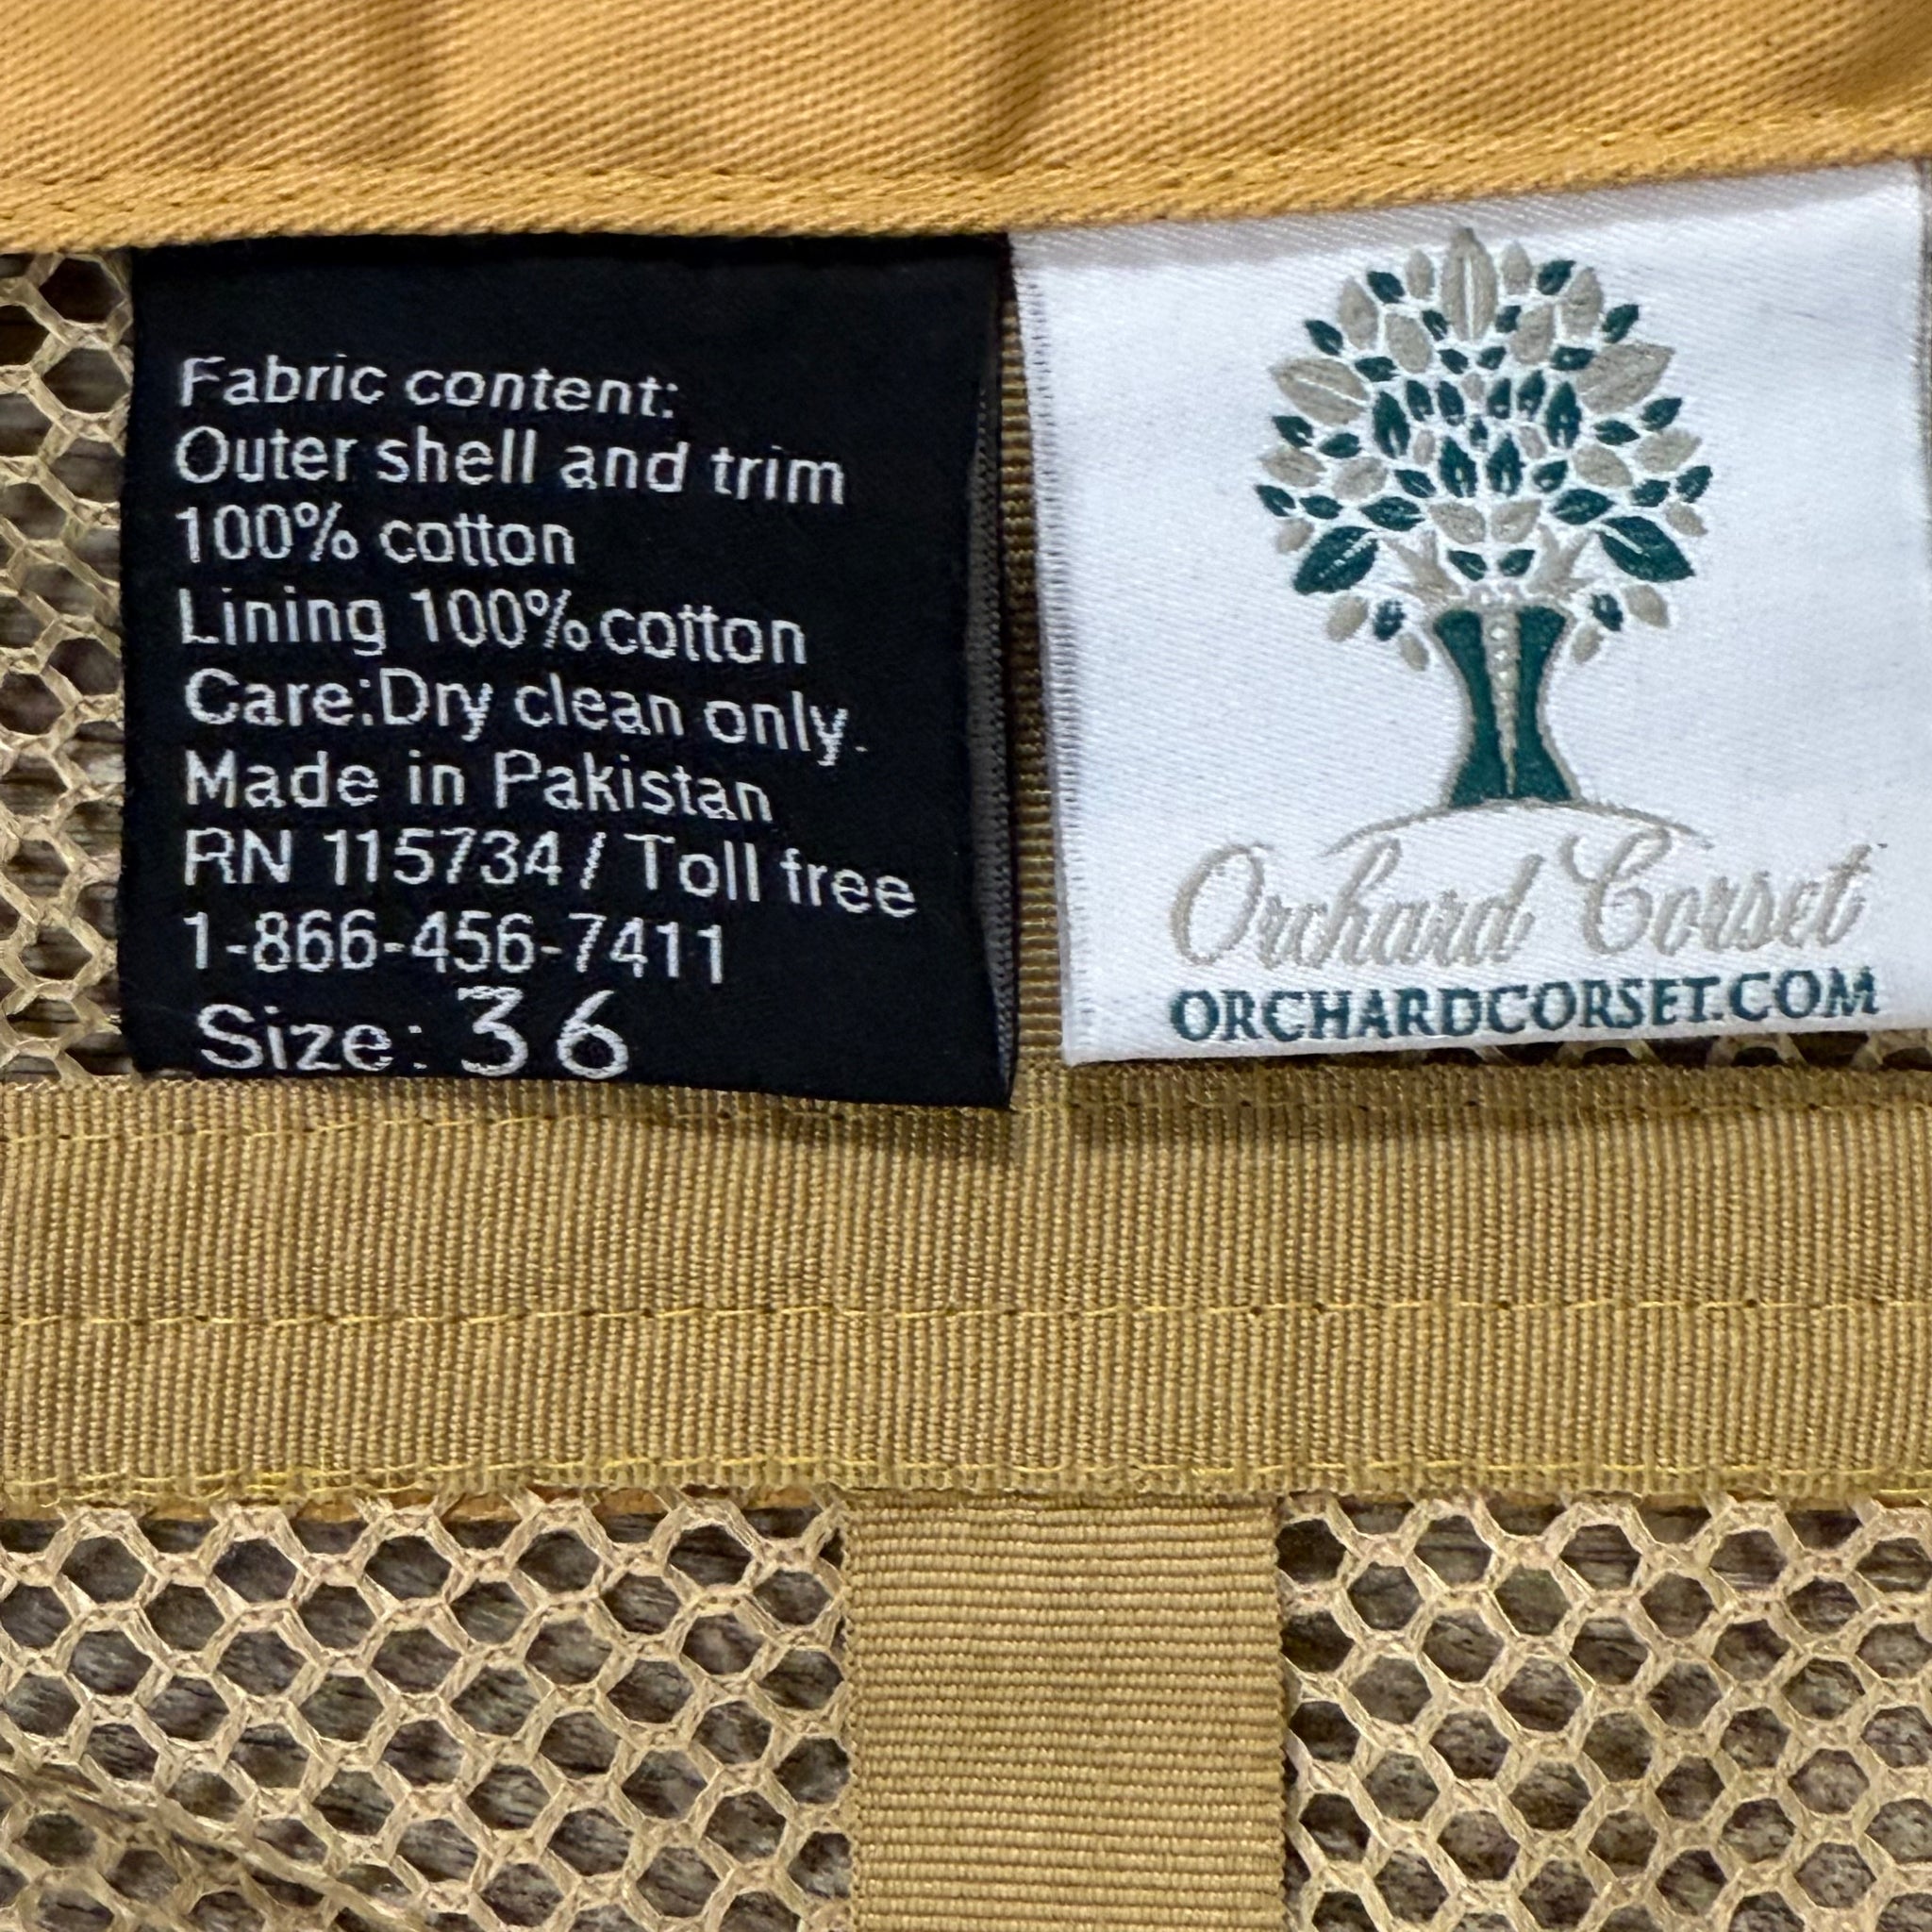 Fabric content:
Outer shell and trim
100% cotton
Lining 100% cotton
Care:Dry clean only.
Made in Pakistan
RN 115734 / Toll free
1-866-456-7411
Size: 36
Orchard Corset
ORCHARDCORSET.COM